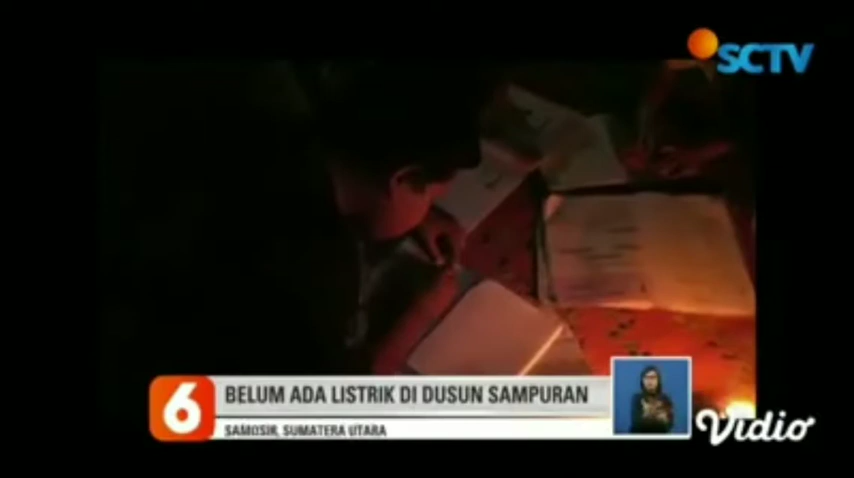 SCTV
6
BELUM ADA LISTRIK DI DUSUN SAMPURAN
SAMOSIR, SUMATERA UTARA
Vidio